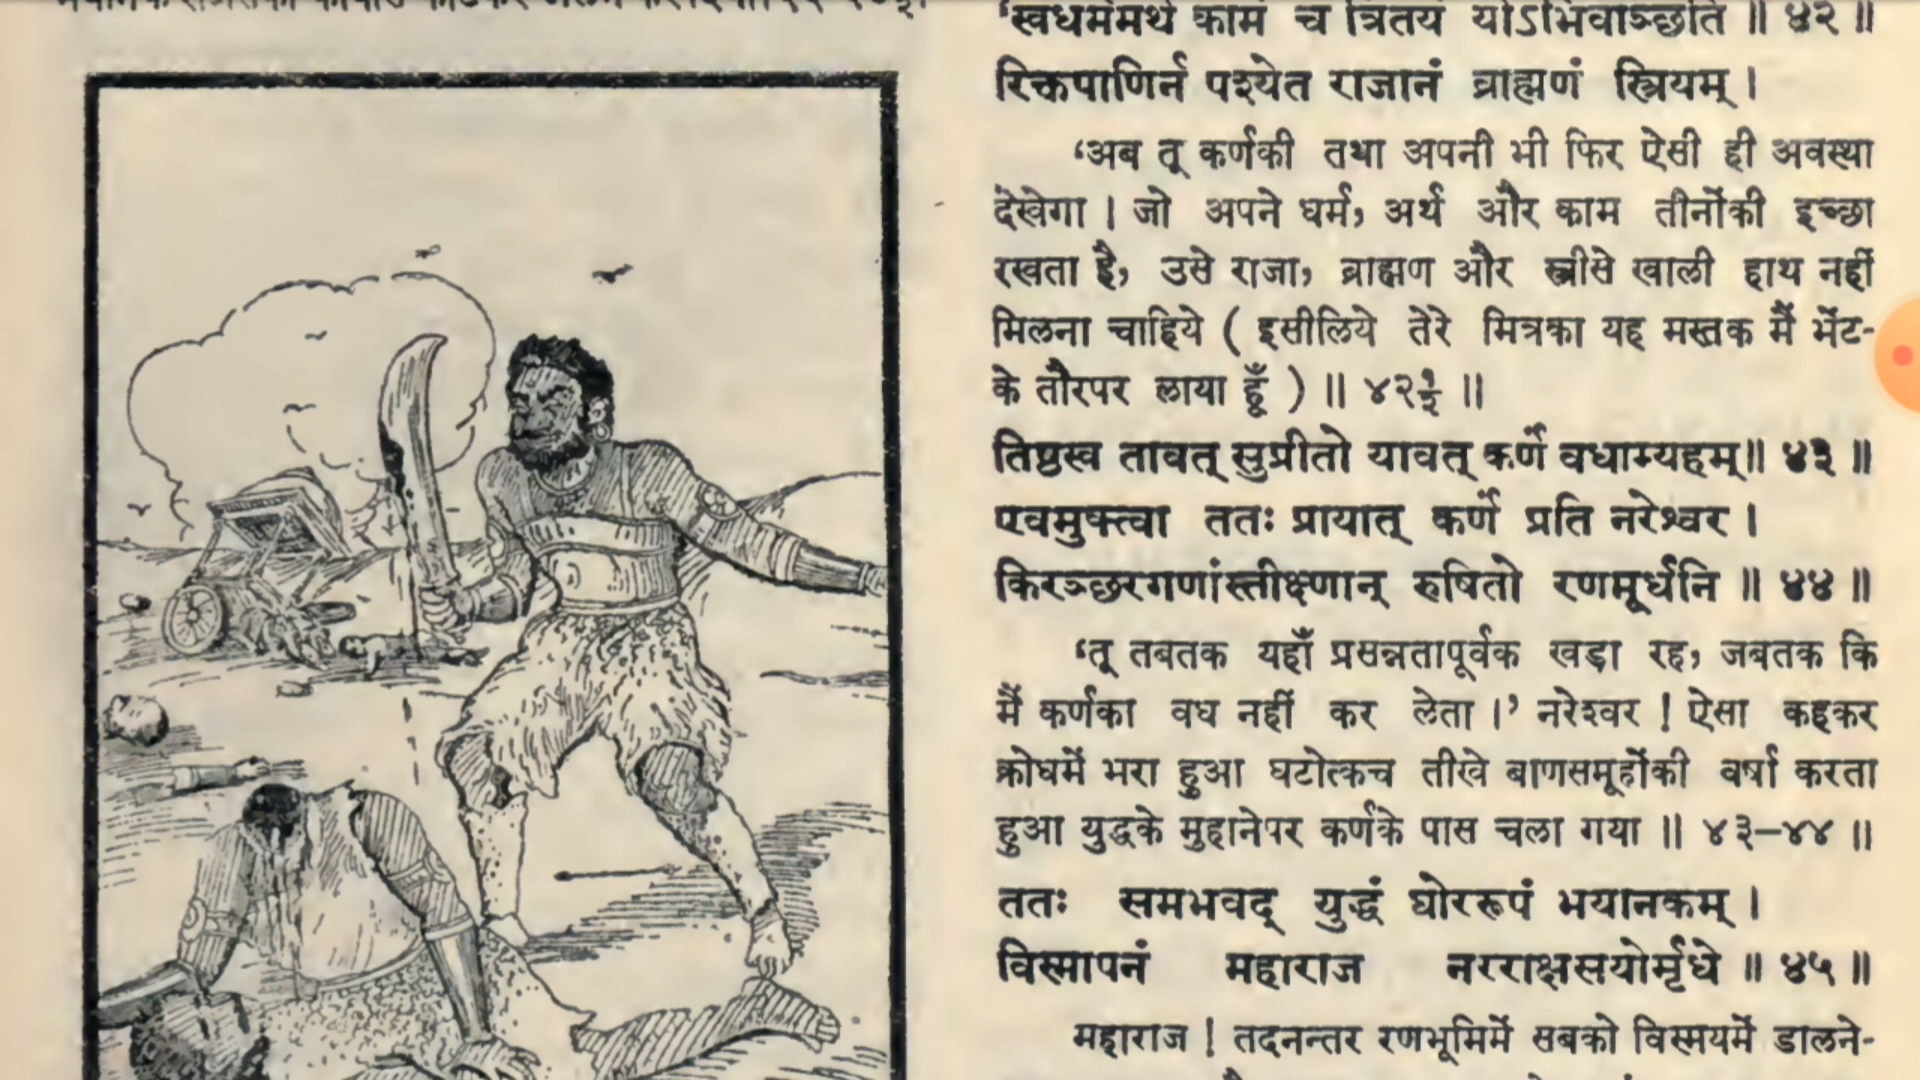 'स्वधर्ममर्थं कामं च त्रितयं योऽभिवाञ्छति ॥ ४२ ॥
रिक्तपाणिर्न पश्येत राजानं ब्राह्मणं स्त्रियम् ।
'अब तू कर्णकी तथा अपनी भी फिर ऐसी ही अवस्था
देखेगा । जो अपने धर्म, अर्थ और काम तीनोंकी इच्छा
रखता है, उसे राजा, ब्राह्मण और स्त्रीसे खाली हाथ नहीं
मिलना चाहिये ( इसीलिये तेरे मित्रका यह मस्तक मैं भेंट-
के तौरपर लाया हूँ ) ॥ ४२½ ॥
तिष्ठस्व तावत् सुप्रीतो यावत् कर्णं वधाम्यहम्॥ ४३ ॥
एवमुक्त्वा ततः प्रायात् कर्णं प्रति नरेश्वर ।
किरञ्छरगणांस्तीक्ष्णान् रुषितो रणमूर्धनि ॥ ४४ ॥
'तू तबतक यहाँ प्रसन्नतापूर्वक खड़ा रह, जबतक कि
मैं कर्णका वध नहीं कर लेता ।' नरेश्वर ! ऐसा कहकर
क्रोधमें भरा हुआ घटोत्कच तीखे बाणसमूहोंकी वर्षा करता
हुआ युद्धके मुहानेपर कर्णके पास चला गया ॥ ४३–४४ ॥
ततः समभवद् युद्धं घोररूपं भयानकम् ।
विस्मापनं महाराज नरराक्षसयोर्मृधे ॥ ४५ ॥
महाराज ! तदनन्तर रणभूमिमें सबको विस्मयमें डालने-